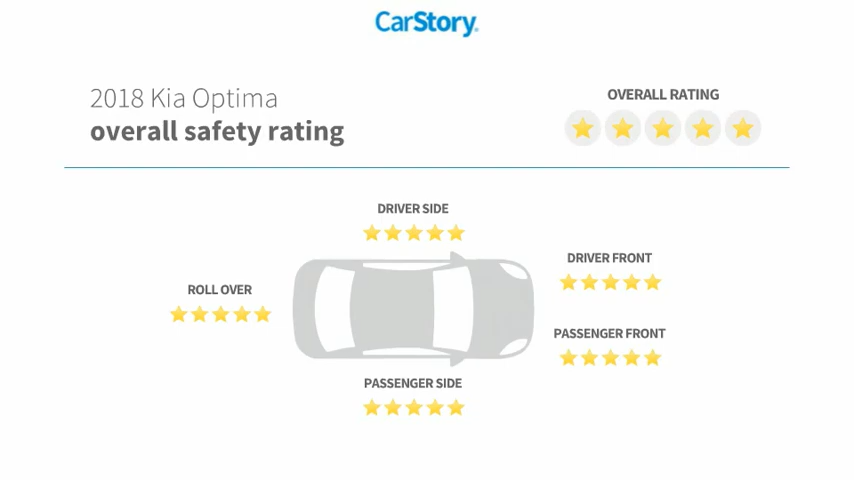 CarStory
2018 Kia Optima
overall safety rating
OVERALL RATING
DRIVER SIDE
DRIVER FRONT
ROLL OVER
PASSENGER FRONT
PASSENGER SIDE